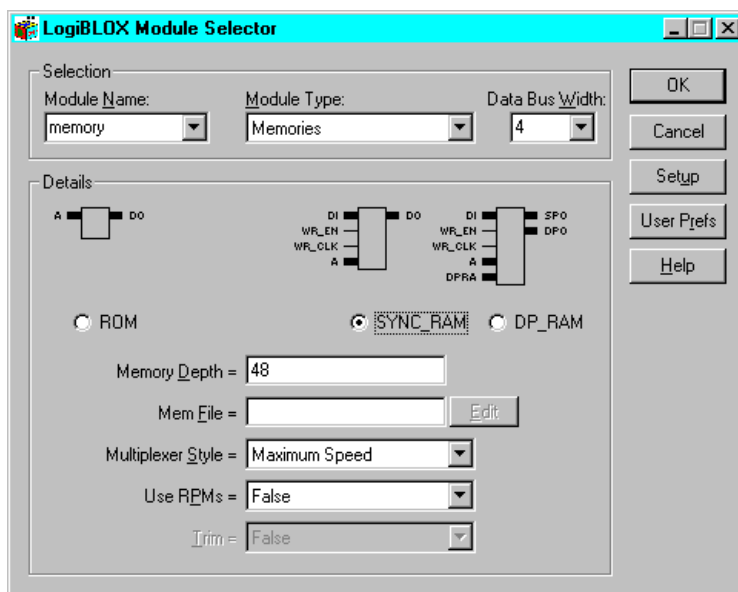 LogiBLOX Module Selector
Selection
Module Name: Module Type: Data Bus Width:
memory Memories 4
OK
Cancel
Setup
User Prefs
Help
Details
A DO
DI DO
WR_EN
WR_CLK
A
DI SPO
WR_EN DPO
WR_CLK
A
DPRA
ROM SYNC_RAM DP_RAM
Memory Depth = 48
Mem File = Edit
Multiplexer Style = Maximum Speed
Use RPMs = False
Trim = False